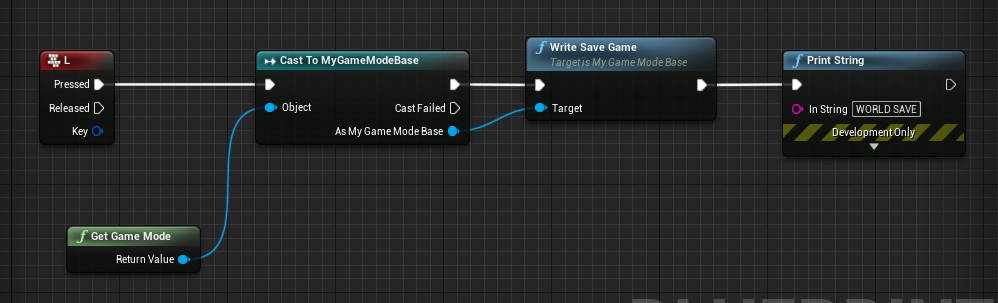 L
Pressed
Released
Key
Cast To MyGameModeBase
Object
Cast Failed
As My Game Mode Base
f Write Save Game
Target is My Game Mode Base
Target
f Print String
In String WORLD SAVE
Development Only
f Get Game Mode
Return Value
BLUEPRINT